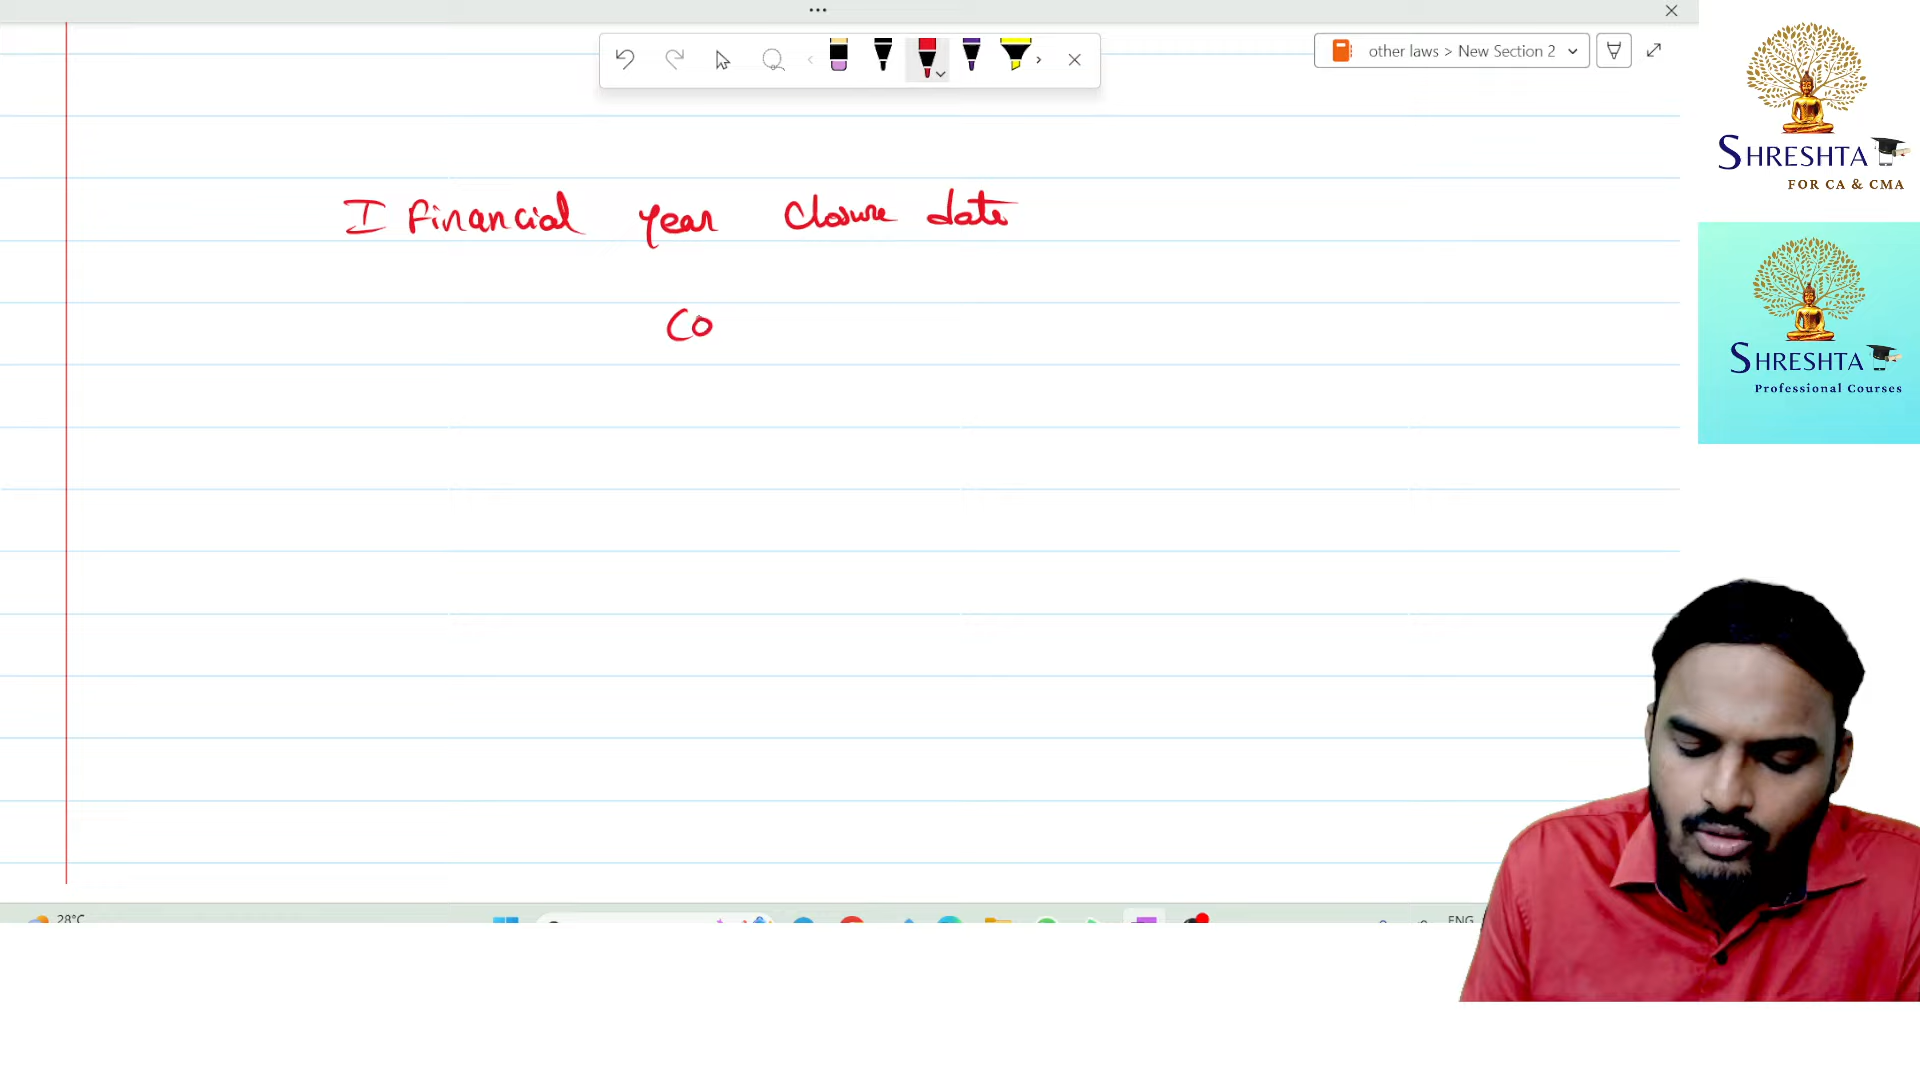 other laws > New Section 2
SHRESHTA
FOR CA & CMA
I Financial year closure date
Co
SHRESHTA
Professional Courses
28°C
ENG